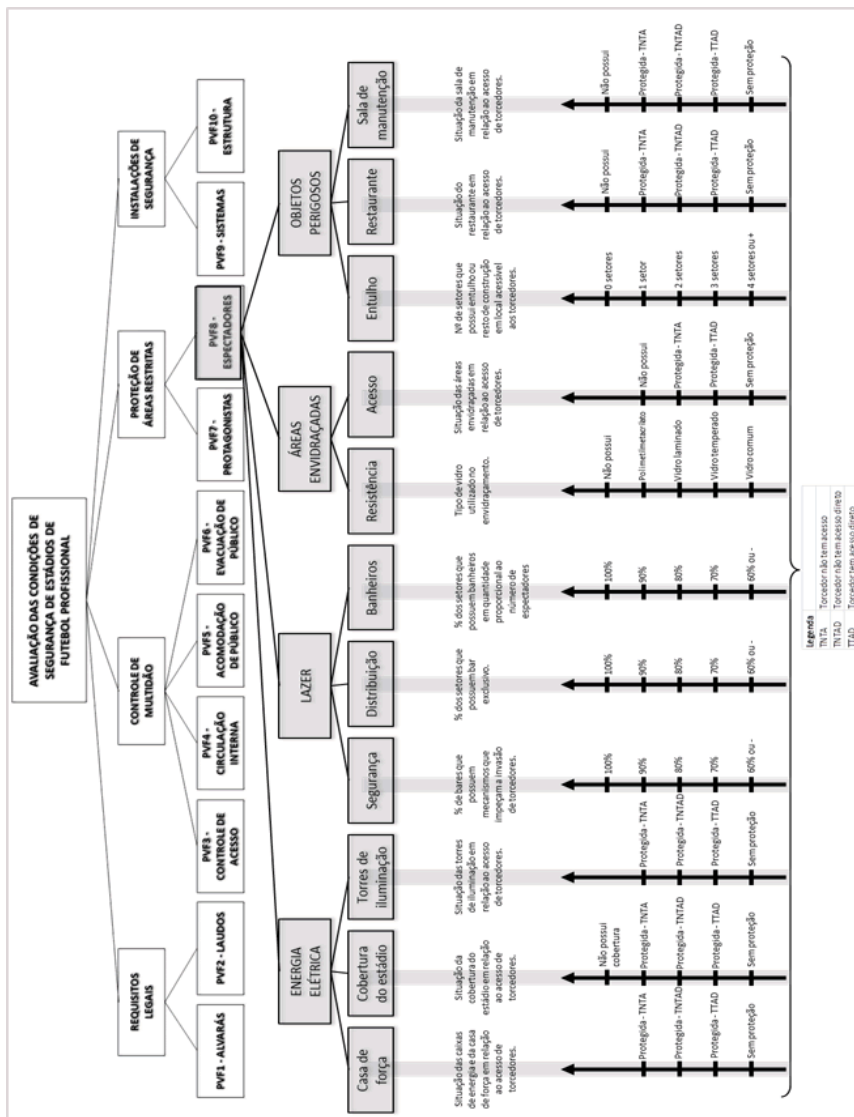 AVALIAÇÃO DAS CONDIÇÕES DE
SEGURANÇA DE ESTÁDIOS DE
FUTEBOL PROFISSIONAL
REQUISITOS
LEGAIS
CONTROLE DE
MULTIDÃO
PROTEÇÃO DE
ÁREAS RESTRITAS
INSTALAÇÕES DE
SEGURANÇA
PVF1 - ALVARÁS
PVF2 - LAUDOS
PVF3 -
CONTROLE DE
ACESSO
PVF4 -
CIRCULAÇÃO
INTERNA
PVF5 -
ACOMODAÇÃO
DE PÚBLICO
PVF6 -
EVACUAÇÃO DE
PÚBLICO
PVF7 -
PROTAGONISTAS
PVF8 -
ESPECTADORES
PVF9 - SISTEMAS
PVF10 -
ESTRUTURA
ENERGIA
ELÉTRICA
LAZER
ÁREAS
ENVIDRAÇADAS
OBJETOS
PERIGOSOS
Casa de
força
Cobertura
do estádio
Torres de
iluminação
Segurança
Distribuição
Banheiros
Resistência
Acesso
Entulho
Restaurante
Sala de
manutenção
Situação das caixas
de energia e da casa
de força em relação
ao acesso de
torcedores.
Situação da
cobertura do
estádio em relação
ao acesso de
torcedores.
Situação das torres
de iluminação em
relação ao acesso
de torcedores.
% de bares que
possuem
mecanismos que
impeçam a invasão
de torcedores.
% dos setores que
possuem bar
exclusivo.
% dos setores que
possuem banheiros
em quantidade
proporcional ao
número de
espectadores
Tipo de vidro
utilizado no
envidraçamento.
Situação das áreas
envidraçadas em
relação ao acesso
de torcedores.
Nº de setores que
possui entulho ou
resto de construção
em local acessível
aos torcedores.
Situação do
restaurante em
relação ao acesso
de torcedores.
Situação da sala de
manutenção em
relação ao acesso
de torcedores.
Protegida - TNTA
Protegida - TNTAD
Protegida - TTAD
Sem proteção
Não possui
cobertura
Protegida - TNTA
Protegida - TNTAD
Protegida - TTAD
Sem proteção
Protegida - TNTA
Protegida - TNTAD
Protegida - TTAD
Sem proteção
100%
90%
80%
70%
60% ou -
100%
90%
80%
70%
60% ou -
100%
90%
80%
70%
60% ou -
Não possui
Polimetilmetacrilato
Vidro laminado
Vidro temperado
Vidro comum
Não possui
Protegida - TNTA
Protegida - TTAD
Sem proteção
0 setores
1 setor
2 setores
3 setores
4 setores ou +
Não possui
Protegida - TNTA
Protegida - TNTAD
Protegida - TTAD
Sem proteção
Não possui
Protegida - TNTA
Protegida - TNTAD
Protegida - TTAD
Sem proteção
Legenda
TNTA Torcedor não tem acesso
TNTAD Torcedor não tem acesso direto
TTAD Torcedor tem acesso direto